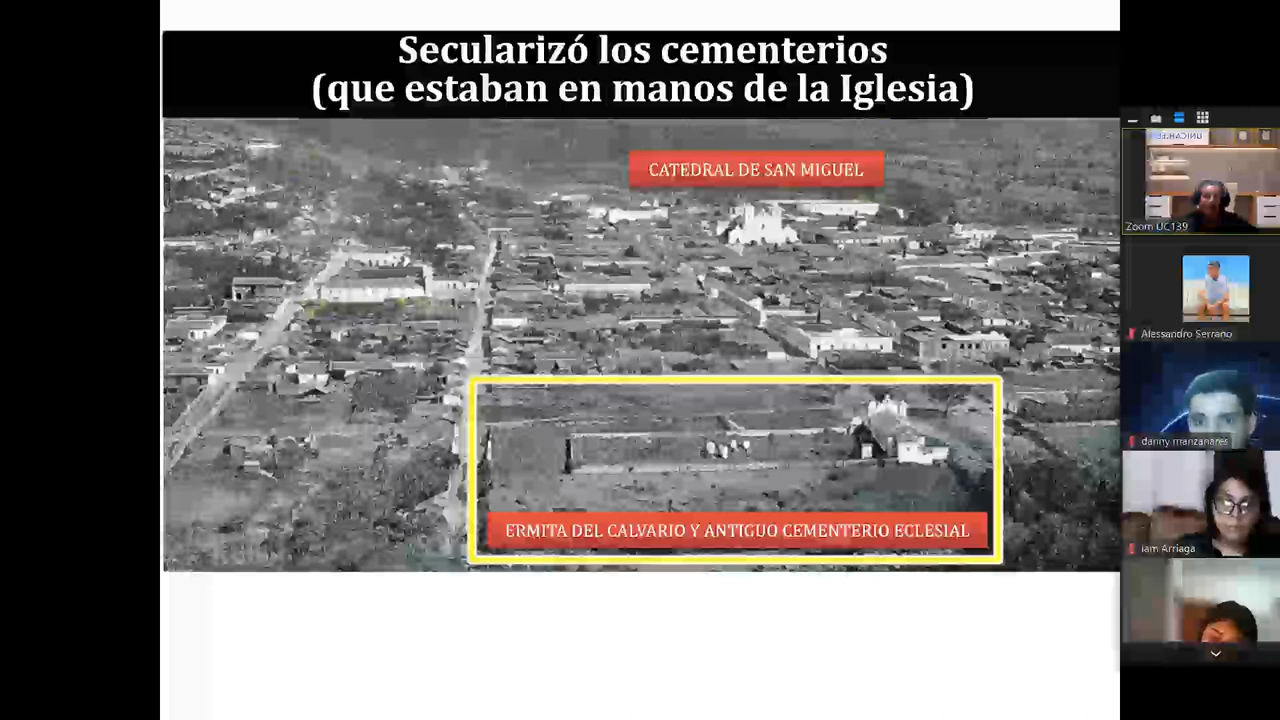 Secularizó los cementerios
(que estaban en manos de la Iglesia)
CATEDRAL DE SAN MIGUEL
ERMITA DEL CALVARIO Y ANTIGUO CEMENTERIO ECLESIAL
Zoom UC139
Alessandro Serrano
danny manzanares
iam Arriaga